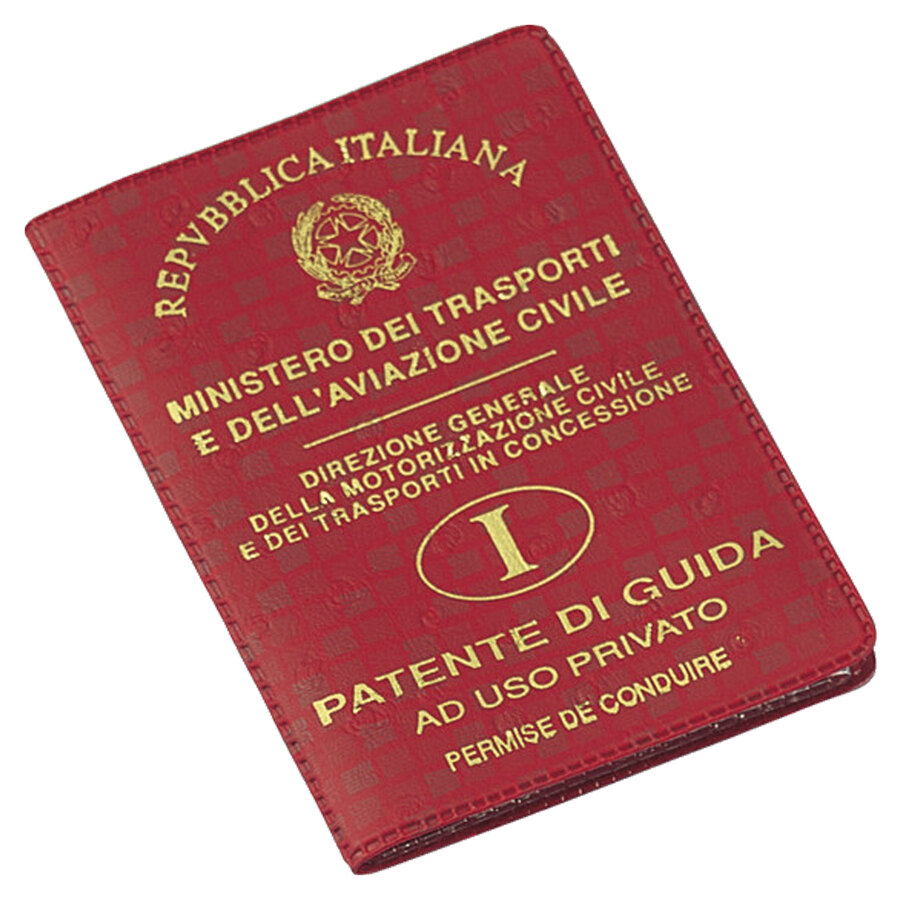 REPVBBLICA ITALIANA
MINISTERO DEI TRASPORTI
E DELL'AVIAZIONE CIVILE
DIREZIONE GENERALE
DELLA MOTORIZZAZIONE CIVILE
E DEI TRASPORTI IN CONCESSIONE
I
PATENTE DI GUIDA
AD USO PRIVATO
PERMISE DE CONDUIRE